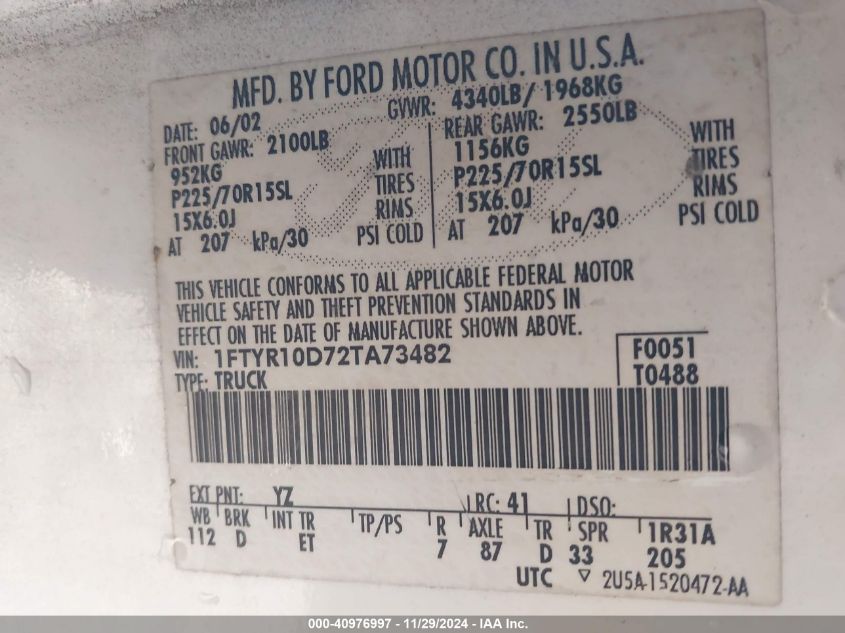 MFD. BY FORD MOTOR CO. IN U.S.A.
DATE: 06/02 GVWR: 4340LB/ 1968KG
FRONT GAWR: 2100LB REAR GAWR: 2550LB
952KG WITH 1156KG WITH
P225/70R15SL TIRES P225/70R15SL TIRES
15X6.0J RIMS 15X6.0J RIMS
AT 207 kPa/30 PSI COLD AT 207 kPa/30 PSI COLD
THIS VEHICLE CONFORMS TO ALL APPLICABLE FEDERAL MOTOR
VEHICLE SAFETY AND THEFT PREVENTION STANDARDS IN
EFFECT ON THE DATE OF MANUFACTURE SHOWN ABOVE.
VIN: 1FTYR10D72TA73482 F0051
TYPE: TRUCK T0488
EXT PNT: YZ RC: 41 DSO:
WB BRK INT TR TP/PS R AXLE TR SPR 1R31A
112 D ET 7 87 D 33 205
UTC ▽ 2U5A-1520472-AA
000-40976997 - 11/29/2024 - IAA Inc.